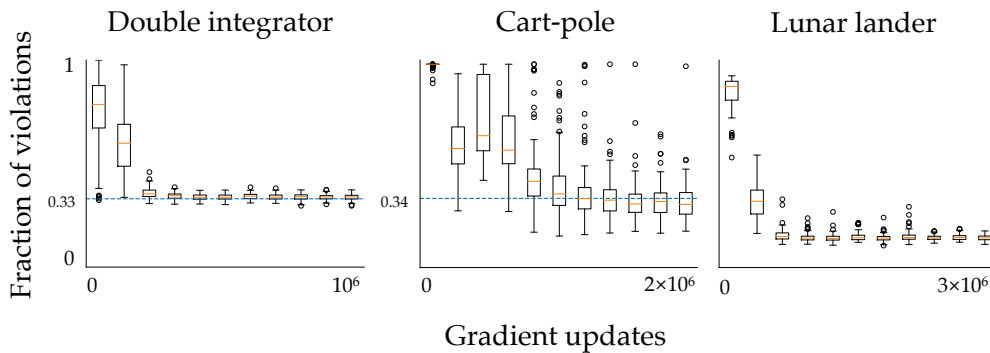 Double integrator
Cart-pole
Lunar lander
Fraction of violations
1
0.33
0
0
10⁶
0.34
0
2×10⁶
0
3×10⁶
Gradient updates